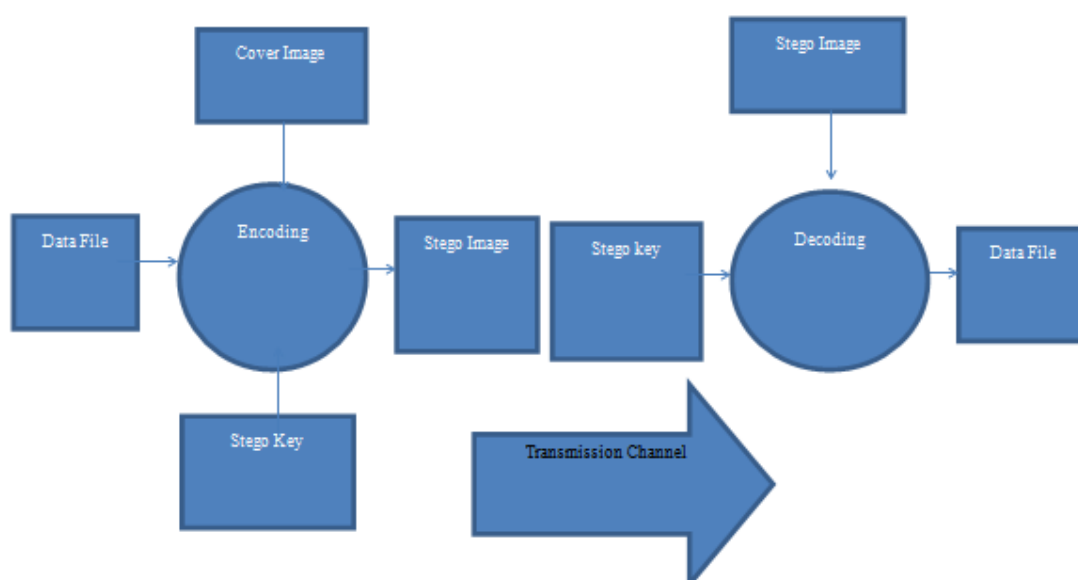 Cover Image
Stego Image
Data File
Encoding
Stego Image
Stego key
Decoding
Data File
Stego Key
Transmission Channel